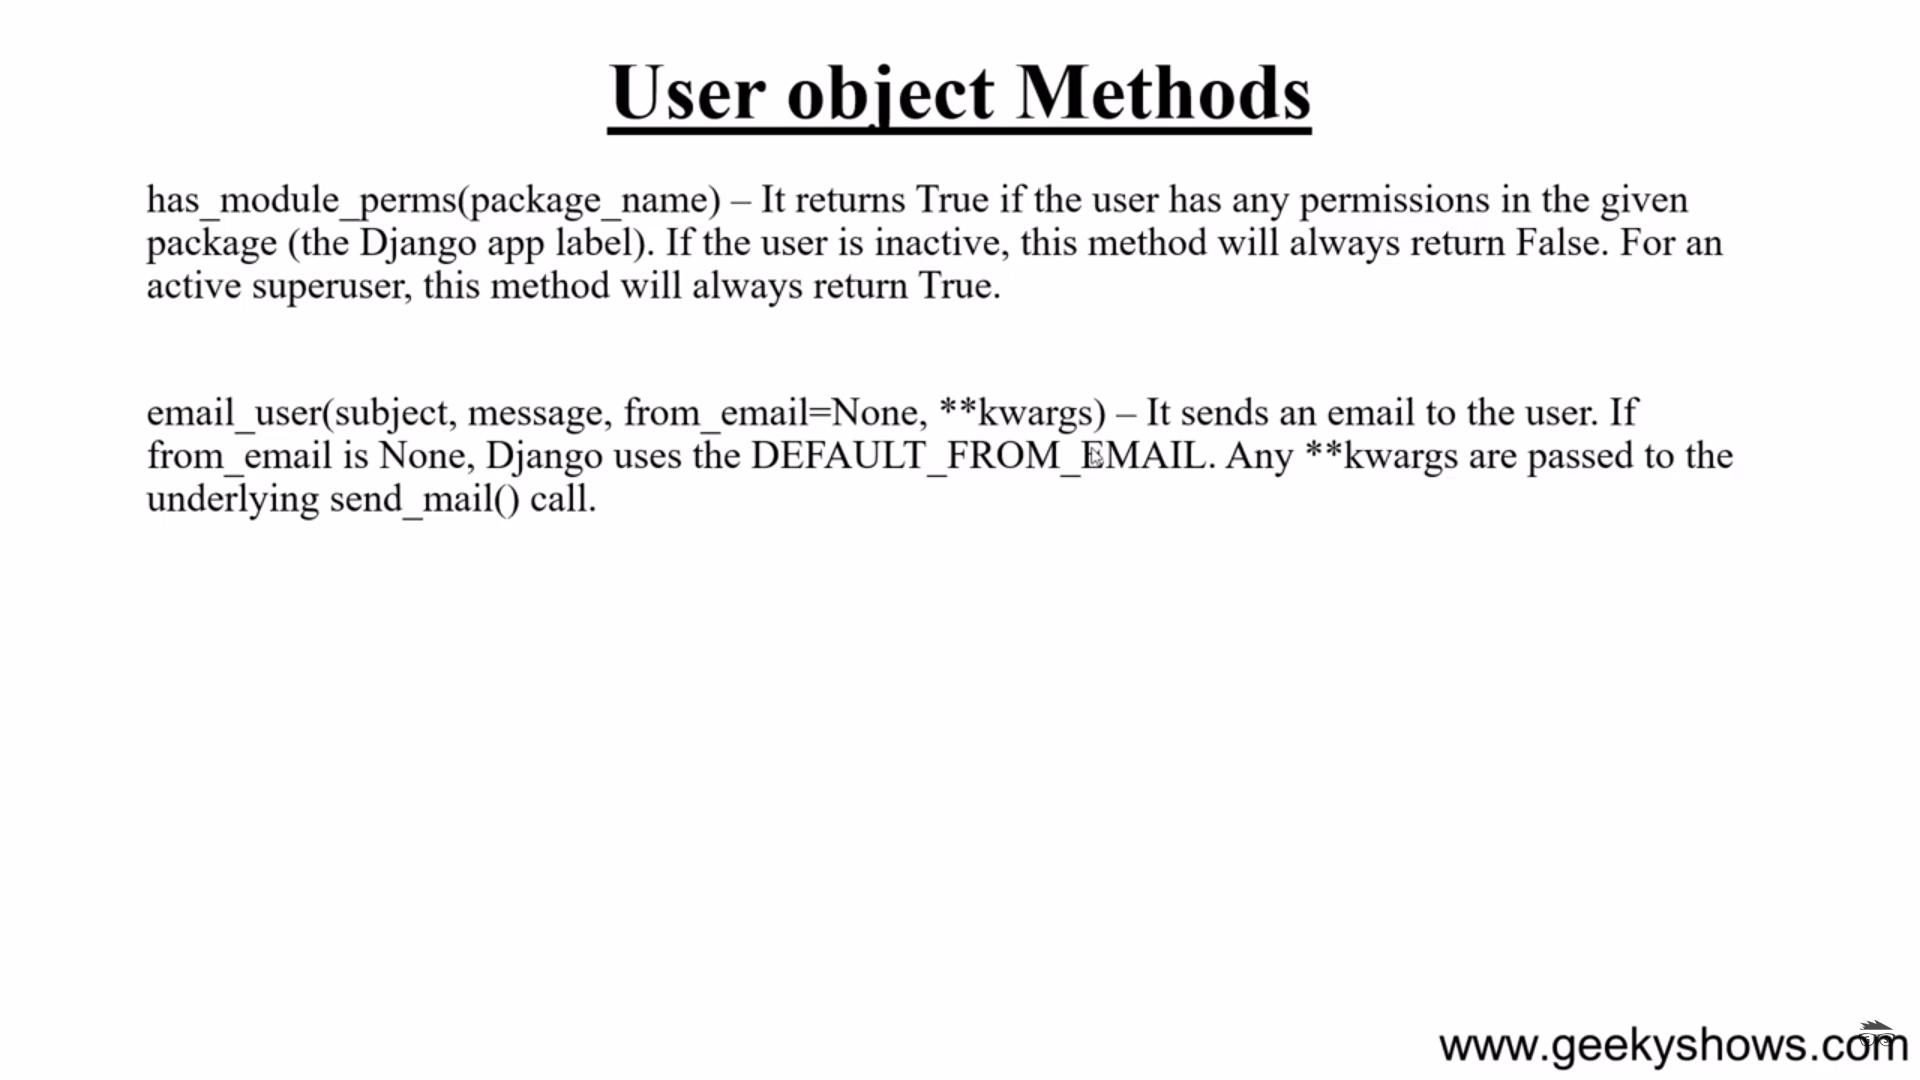 User object Methods
has_module_perms(package_name) – It returns True if the user has any permissions in the given
package (the Django app label). If the user is inactive, this method will always return False. For an
active superuser, this method will always return True.
email_user(subject, message, from_email=None, **kwargs) – It sends an email to the user. If
from_email is None, Django uses the DEFAULT_FROM_EMAIL. Any **kwargs are passed to the
underlying send_mail() call.
www.geekyshows.com